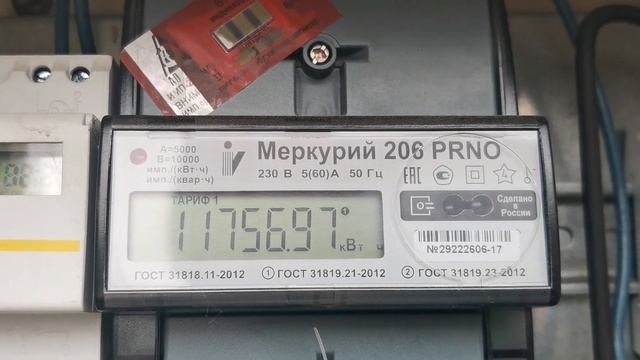 A=5000
B=10000
имп./(кВт·ч)
имп./(квар·ч)
Меркурий 206 PRNO
230 В 5(60)А 50 Гц
ТАРИФ 1
11756.97
кВт ч
Сделано
в
России
№29222606-17
ГОСТ 31818.11-2012
① ГОСТ 31819.21-2012
② ГОСТ 31819.23-2012